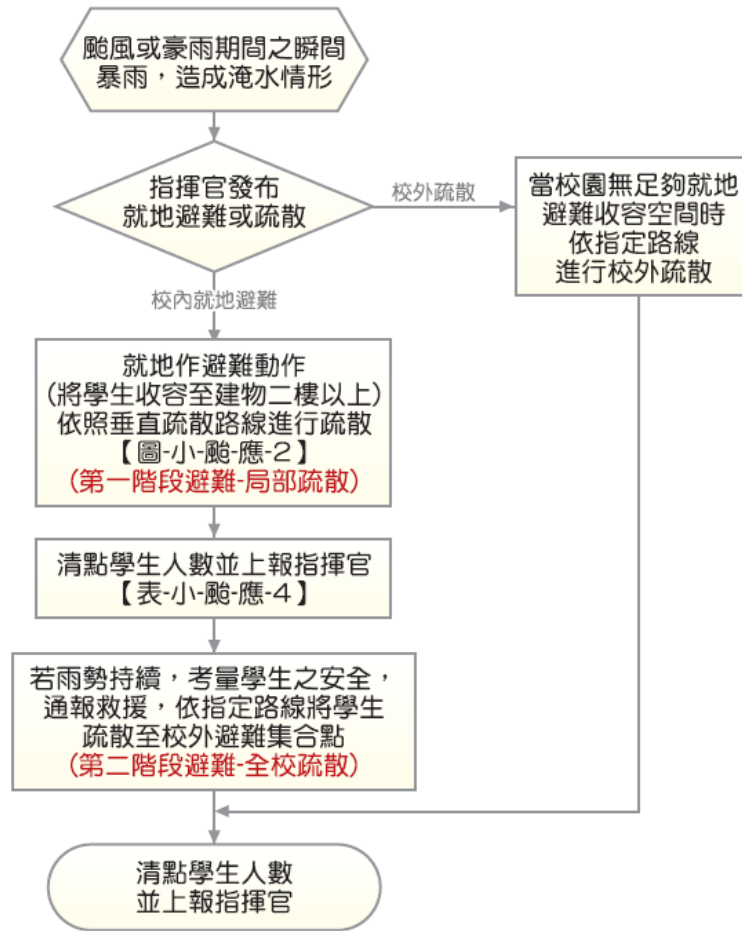 颱風或豪雨期間之瞬間
暴雨，造成淹水情形
指揮官發布
就地避難或疏散
校外疏散
當校園無足夠就地
避難收容空間時
依指定路線
進行校外疏散
校內就地避難
就地作避難動作
(將學生收容至建物二樓以上)
依照垂直疏散路線進行疏散
【圖-小-颱-應-2】
(第一階段避難-局部疏散)
清點學生人數並上報指揮官
【表-小-颱-應-4】
若雨勢持續，考量學生之安全，
通報救援，依指定路線將學生
疏散至校外避難集合點
(第二階段避難-全校疏散)
清點學生人數
並上報指揮官